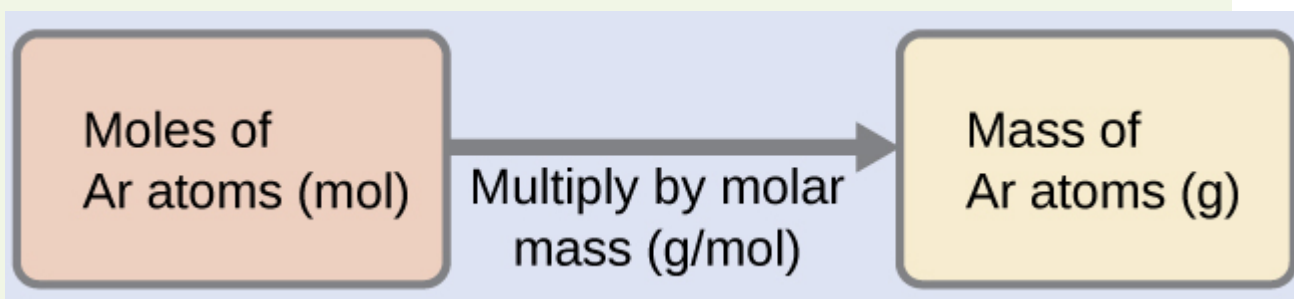 Moles of
Ar atoms (mol)
Multiply by molar
mass (g/mol)
Mass of
Ar atoms (g)